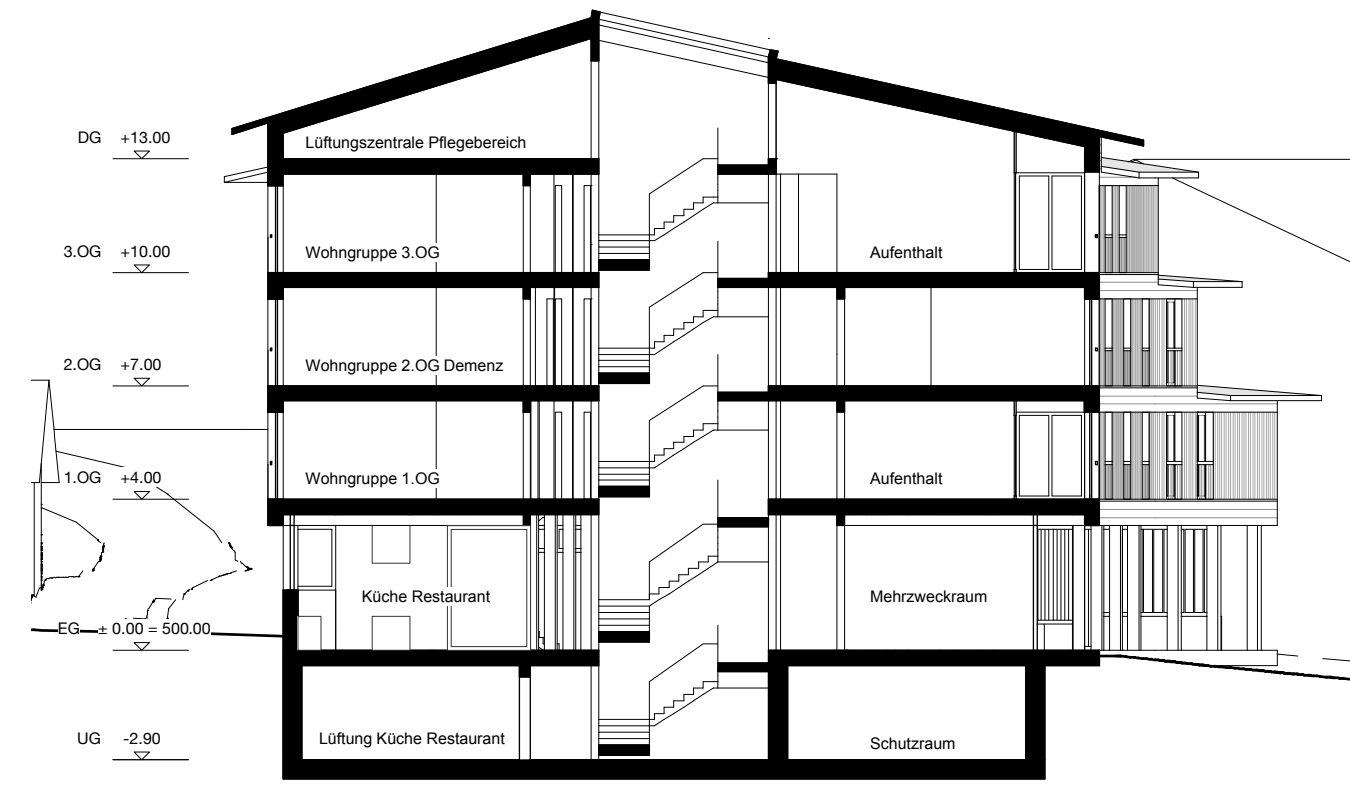 DG +13.00
Lüftungszentrale Pflegebereich
3.OG +10.00
Wohngruppe 3.OG
Aufenthalt
2.OG +7.00
Wohngruppe 2.OG Demenz
1.OG +4.00
Wohngruppe 1.OG
Aufenthalt
Küche Restaurant
Mehrzweckraum
EG ± 0.00 = 500.00
UG -2.90
Lüftung Küche Restaurant
Schutzraum